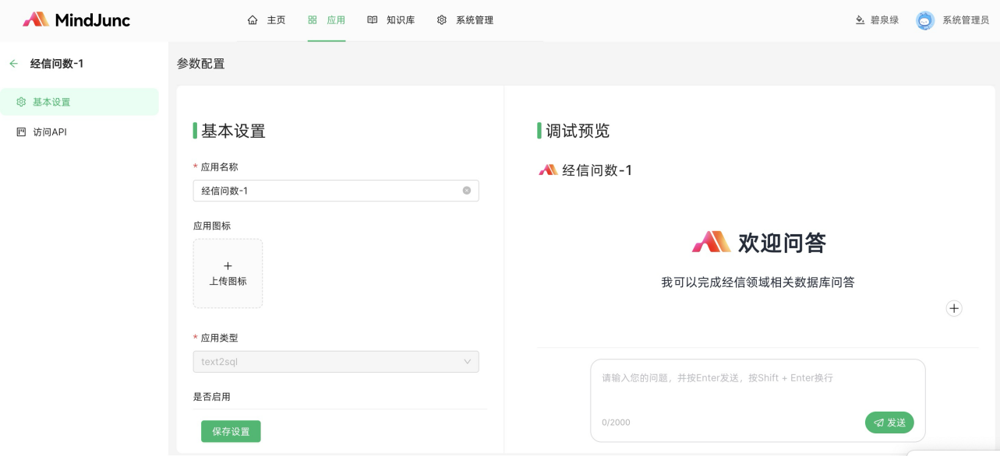 MindJunc
主页
应用
知识库
系统管理
碧泉绿
系统管理员
经信问数-1
基本设置
访问API
参数配置
基本设置
* 应用名称
经信问数-1
应用图标
上传图标
* 应用类型
text2sql
是否启用
保存设置
调试预览
经信问数-1
欢迎问答
我可以完成经信领域相关数据库问答
请输入您的问题，并按Enter发送，按Shift + Enter换行
0/2000
发送